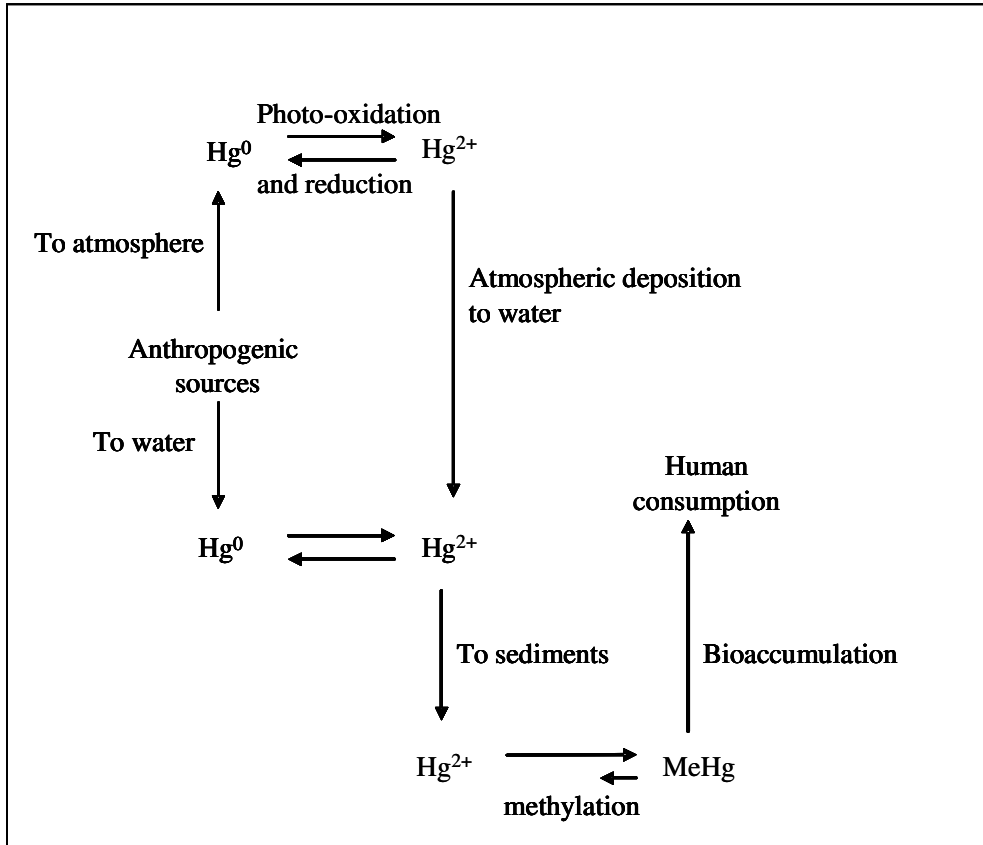 Photo-oxidation
Hg⁰
Hg²⁺
and reduction
To atmosphere
Atmospheric deposition
to water
Anthropogenic
sources
To water
Human
consumption
Hg⁰
Hg²⁺
To sediments
Bioaccumulation
Hg²⁺
MeHg
methylation